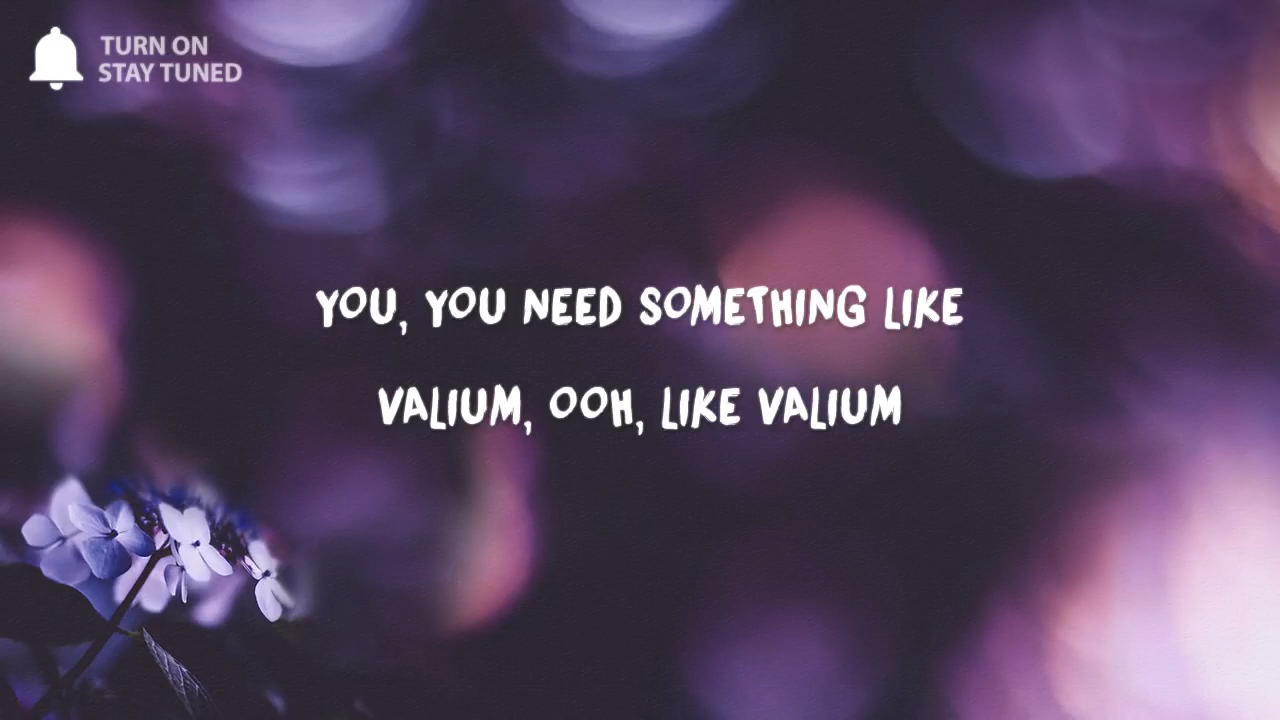 TURN ON
STAY TUNED
YOU, YOU NEED SOMETHING LIKE
VALIUM, OOH, LIKE VALIUM